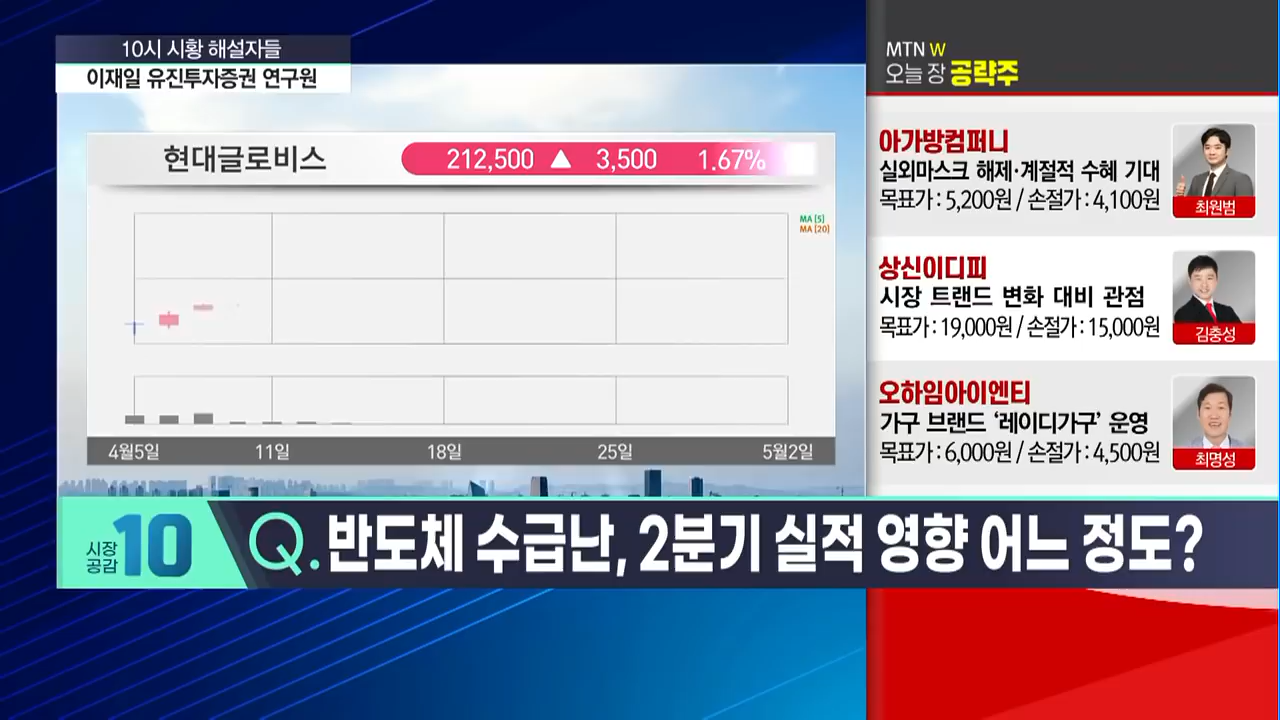 10시 시황 해설자들
이재일 유진투자증권 연구원
현대글로비스
212,500 ▲ 3,500 1.67%
MA [5]
MA [20]
4월5일 11일 18일 25일 5월2일
MTN W
오늘 장 공략주
아가방컴퍼니
실외마스크 해제·계절적 수혜 기대
목표가 : 5,200원 / 손절가 : 4,100원
최원범
상신이디피
시장 트랜드 변화 대비 관점
목표가 : 19,000원 / 손절가 : 15,000원
김충성
오하임아이엔티
가구 브랜드 ‘레이디가구’ 운영
목표가 : 6,000원 / 손절가 : 4,500원
최명성
시장
공감
10
Q. 반도체 수급난, 2분기 실적 영향 어느 정도?